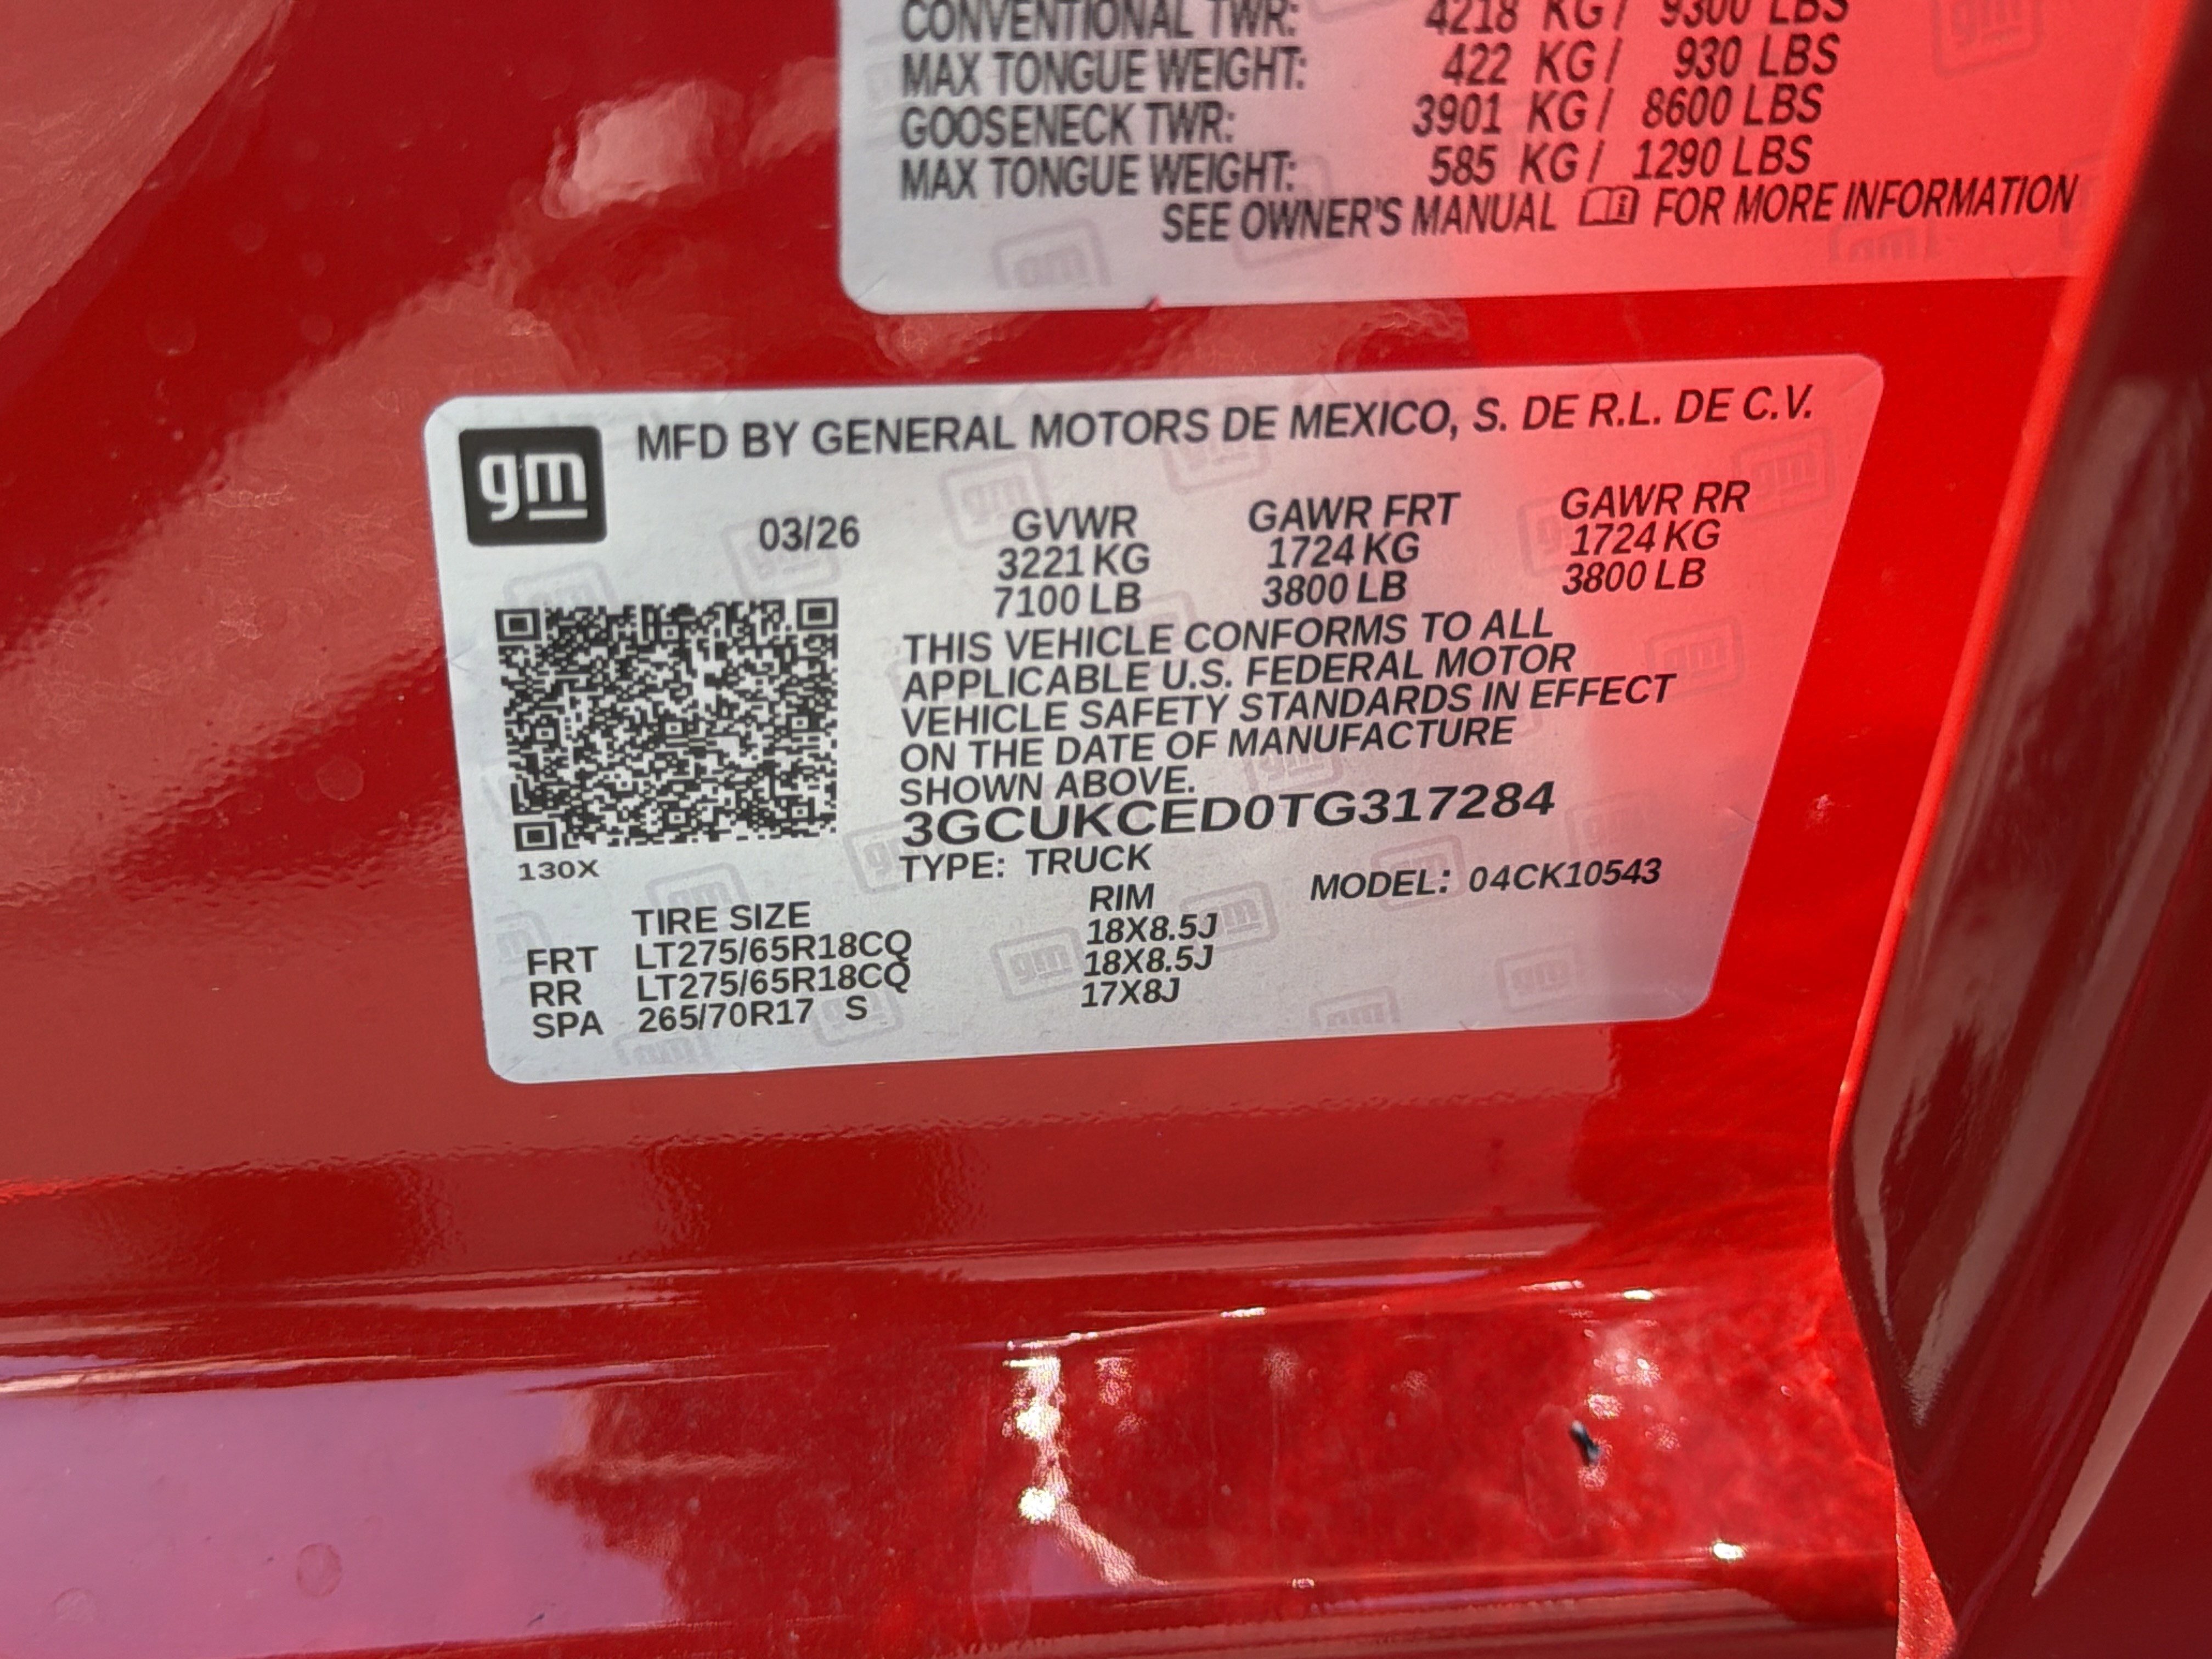 CONVENTIONAL TWR: 4218 KG / 9300 LBS
MAX TONGUE WEIGHT: 422 KG / 930 LBS
GOOSENECK TWR: 3901 KG / 8600 LBS
MAX TONGUE WEIGHT: 585 KG / 1290 LBS
SEE OWNER'S MANUAL FOR MORE INFORMATION
gm
MFD BY GENERAL MOTORS DE MEXICO, S. DE R.L. DE C.V.
03/26 GVWR GAWR FRT GAWR RR
3221 KG 1724 KG 1724 KG
7100 LB 3800 LB 3800 LB
THIS VEHICLE CONFORMS TO ALL
APPLICABLE U.S. FEDERAL MOTOR
VEHICLE SAFETY STANDARDS IN EFFECT
ON THE DATE OF MANUFACTURE
SHOWN ABOVE.
3GCUKCED0TG317284
130X
TYPE: TRUCK MODEL: 04CK10543
TIRE SIZE RIM
FRT LT275/65R18CQ 18X8.5J
RR LT275/65R18CQ 18X8.5J
SPA 265/70R17 S 17X8J